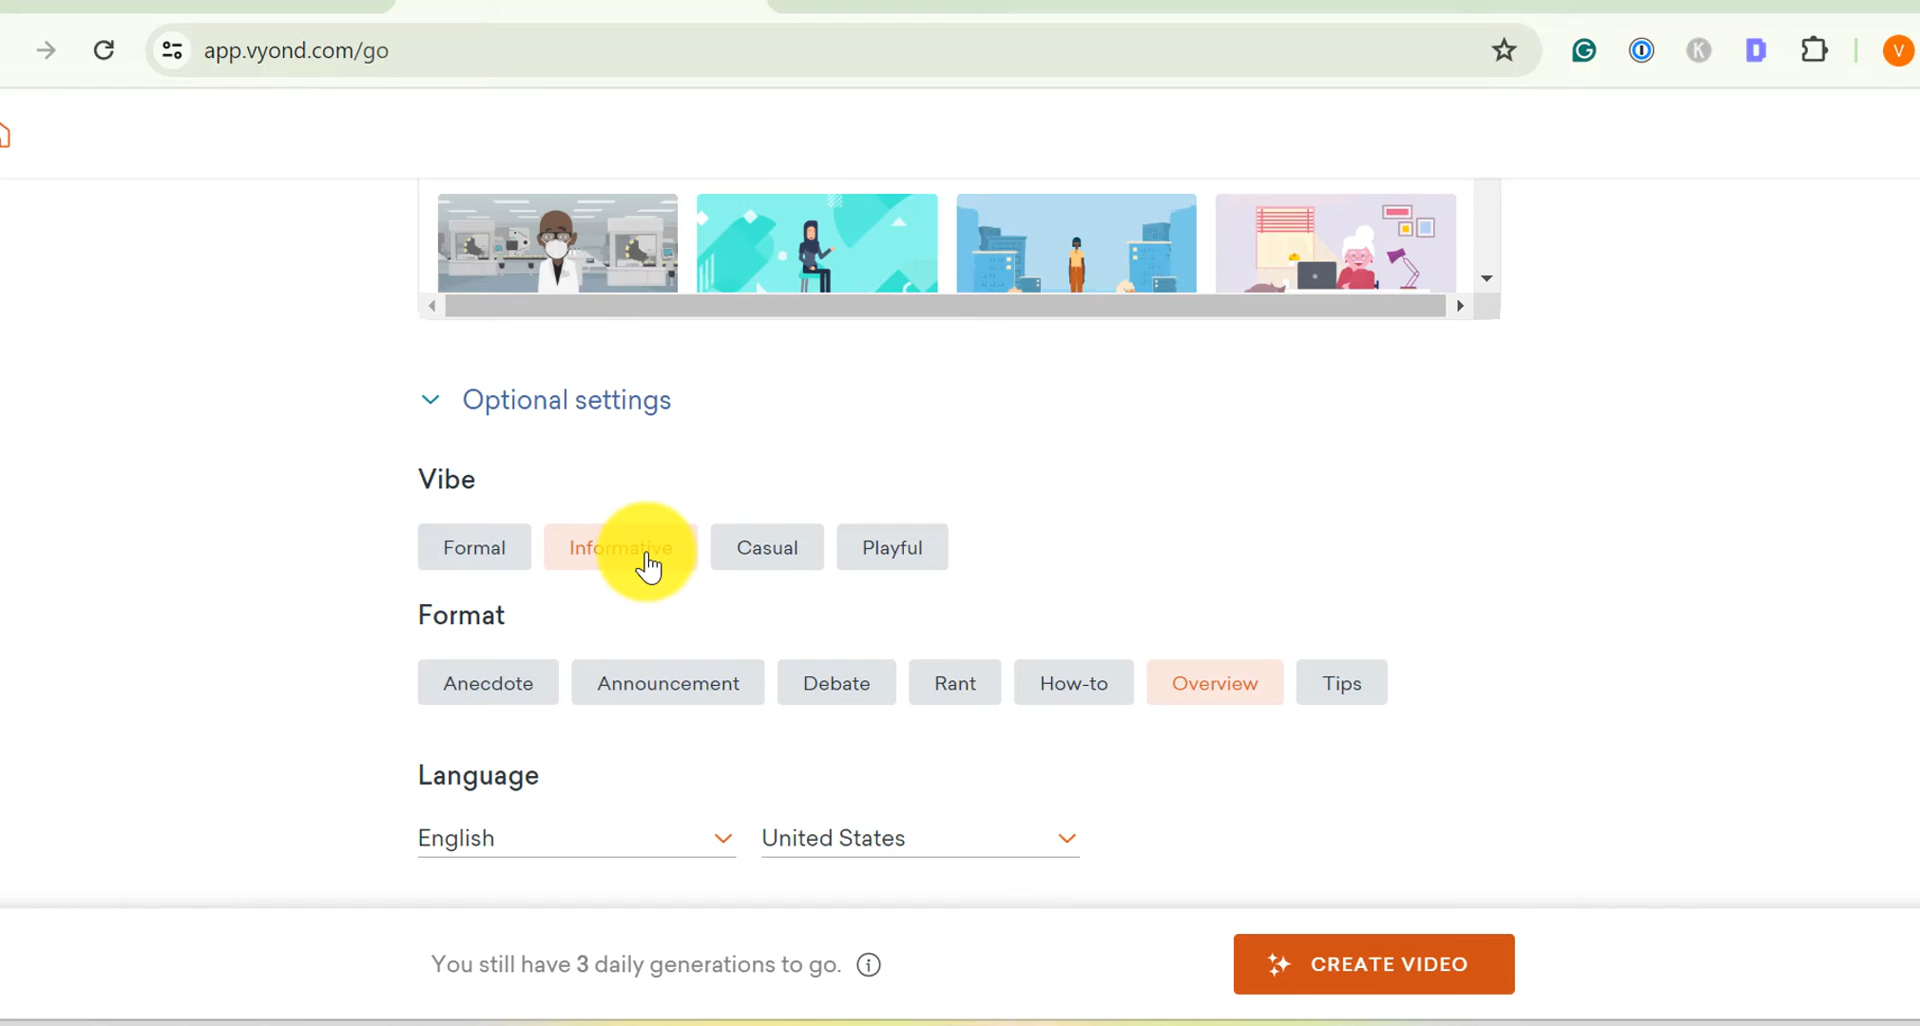 app.vyond.com/go
K
D
V
Optional settings
Vibe
Formal Informative Casual Playful
Format
Anecdote Announcement Debate Rant How-to Overview Tips
Language
English United States
You still have 3 daily generations to go.
CREATE VIDEO